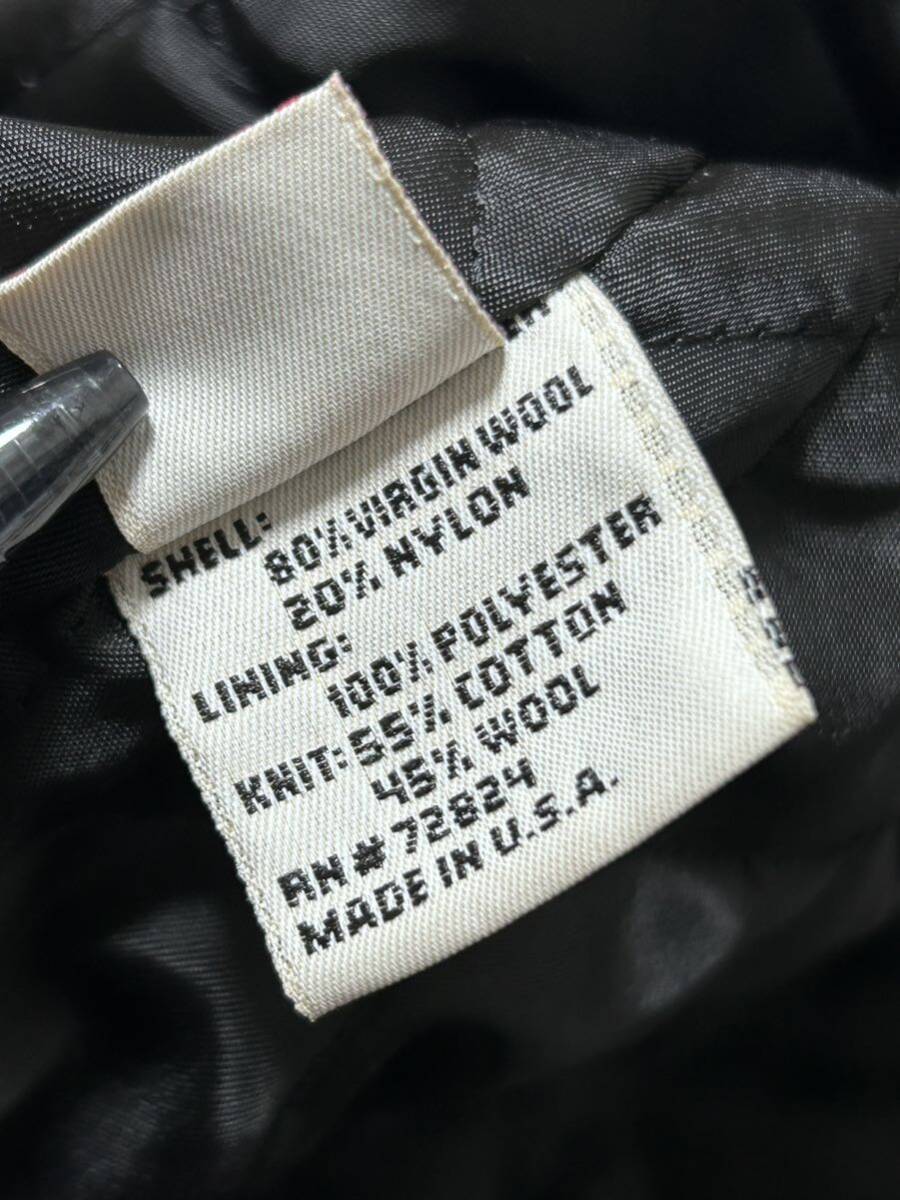 SHELL:
80% VIRGIN WOOL
20% NYLON
LINING:
100% POLYESTER
KNIT: 55% COTTON
45% WOOL
RN # 72824
MADE IN U.S.A.